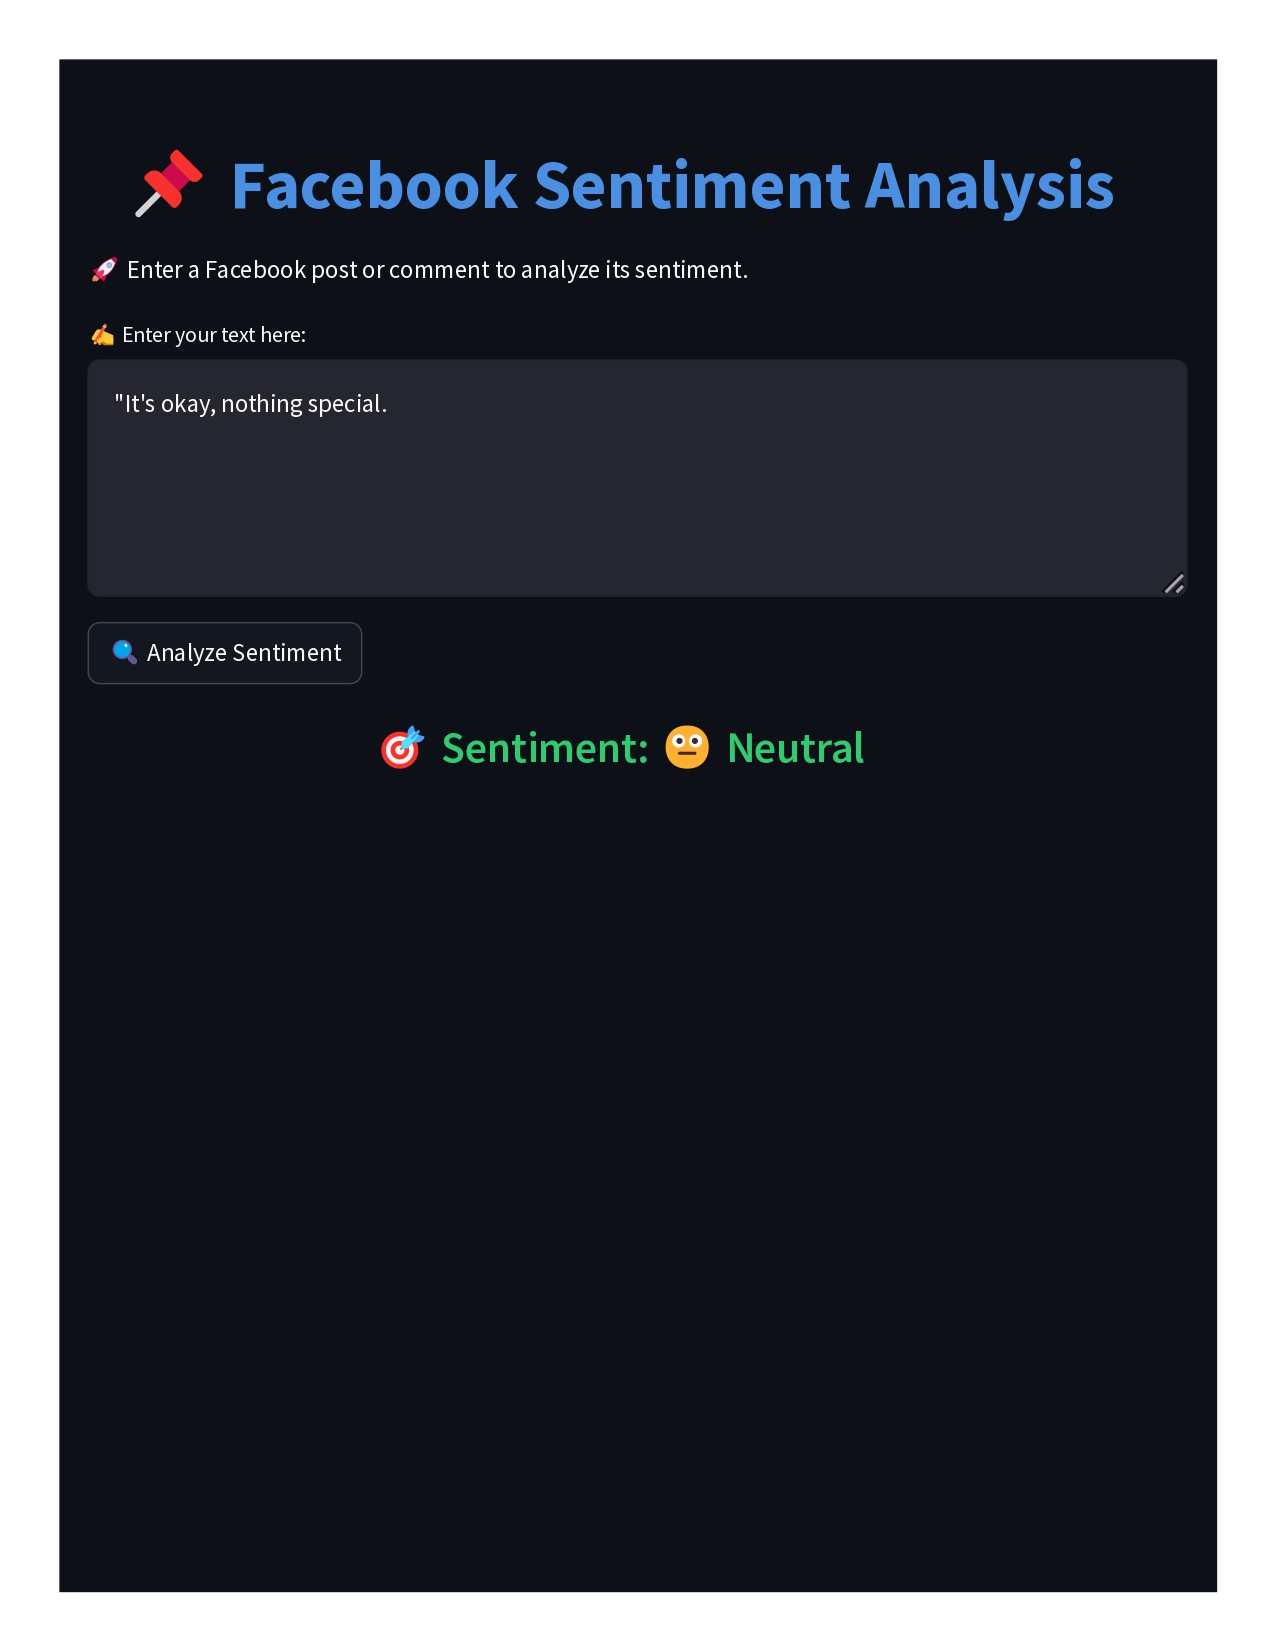 📌 Facebook Sentiment Analysis
🚀 Enter a Facebook post or comment to analyze its sentiment.
✍️ Enter your text here:
"It's okay, nothing special.
🔍 Analyze Sentiment
🎯 Sentiment: 😐 Neutral